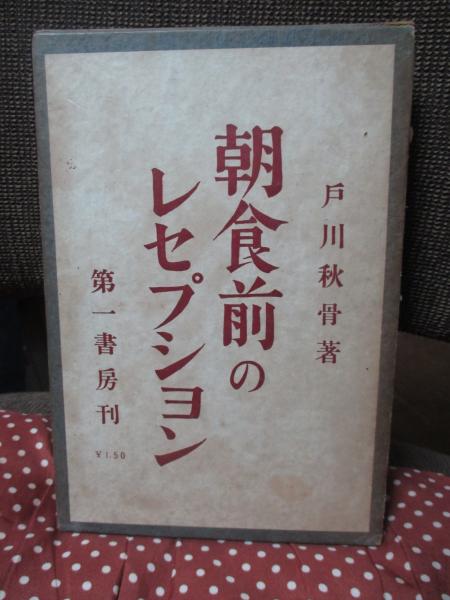 戸川秋骨著
朝食前の
レセプシヨン
第一書房刊
¥1.50